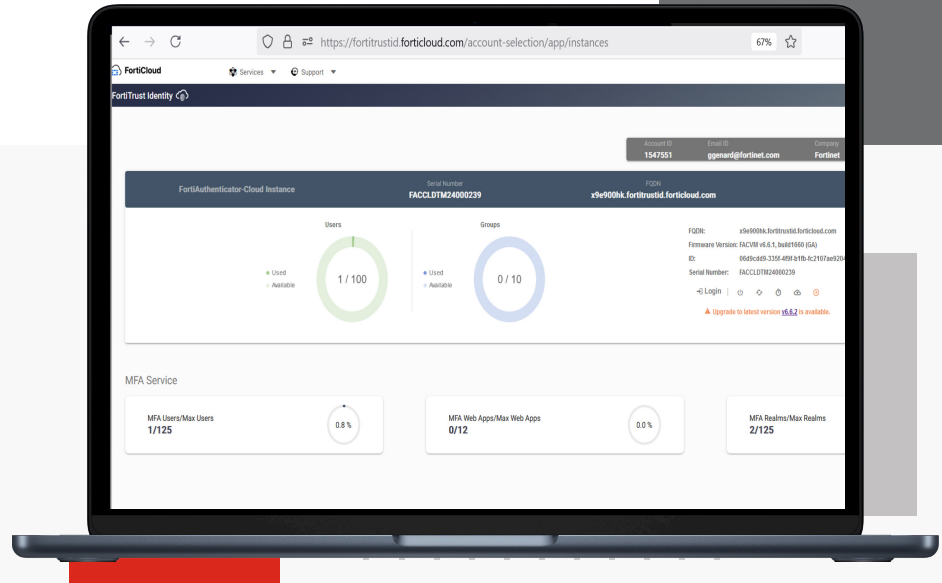 https://fortitrustid.forticloud.com/account-selection/app/instances 67%
FortiCloud Services Support
FortiTrust Identity
Account ID Email ID Company
1547551 ggenard@fortinet.com Fortinet
FortiAuthenticator-Cloud Instance
Serial Number
FACCLDTM24000239
FQDN
x9e900hk.fortitrustid.forticloud.com
Users
Used
Available
1 / 100
Groups
Used
Available
0 / 10
FQDN: x9e900hk.fortitrustid.forticloud.com
Firmware Version: FACVM v6.6.1, build1660 (GA)
ID: 06d9cdd9-335f-4f9f-b1fb-fc2107ae9204
Serial Number: FACCLDTM24000239
Login
Upgrade to latest version v6.6.2 is available.
MFA Service
MFA Users/Max Users
1/125
0.8 %
MFA Web Apps/Max Web Apps
0/12
0.0 %
MFA Realms/Max Realms
2/125